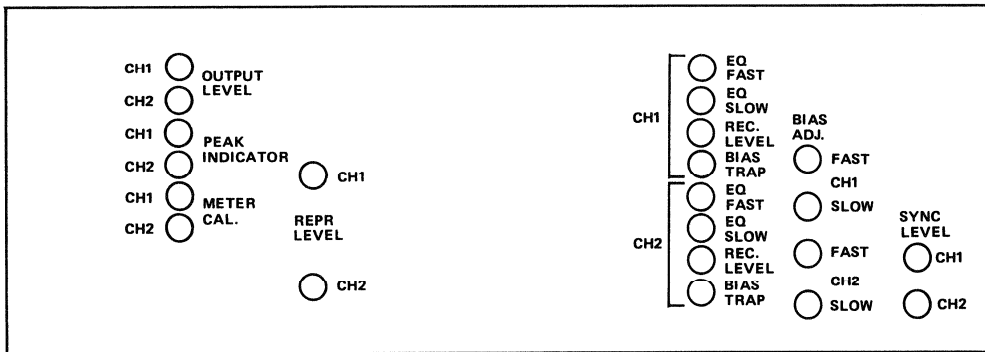 CH1
OUTPUT
LEVEL
CH2
CH1
PEAK
INDICATOR
CH2
CH1
METER
CAL.
CH2
CH1
REPR
LEVEL
CH2
CH1
EQ
FAST
EQ
SLOW
REC.
LEVEL
BIAS
TRAP
CH2
EQ
FAST
EQ
SLOW
REC.
LEVEL
BIAS
TRAP
BIAS
ADJ.
FAST
CH1
SLOW
FAST
CH2
SLOW
SYNC
LEVEL
CH1
CH2